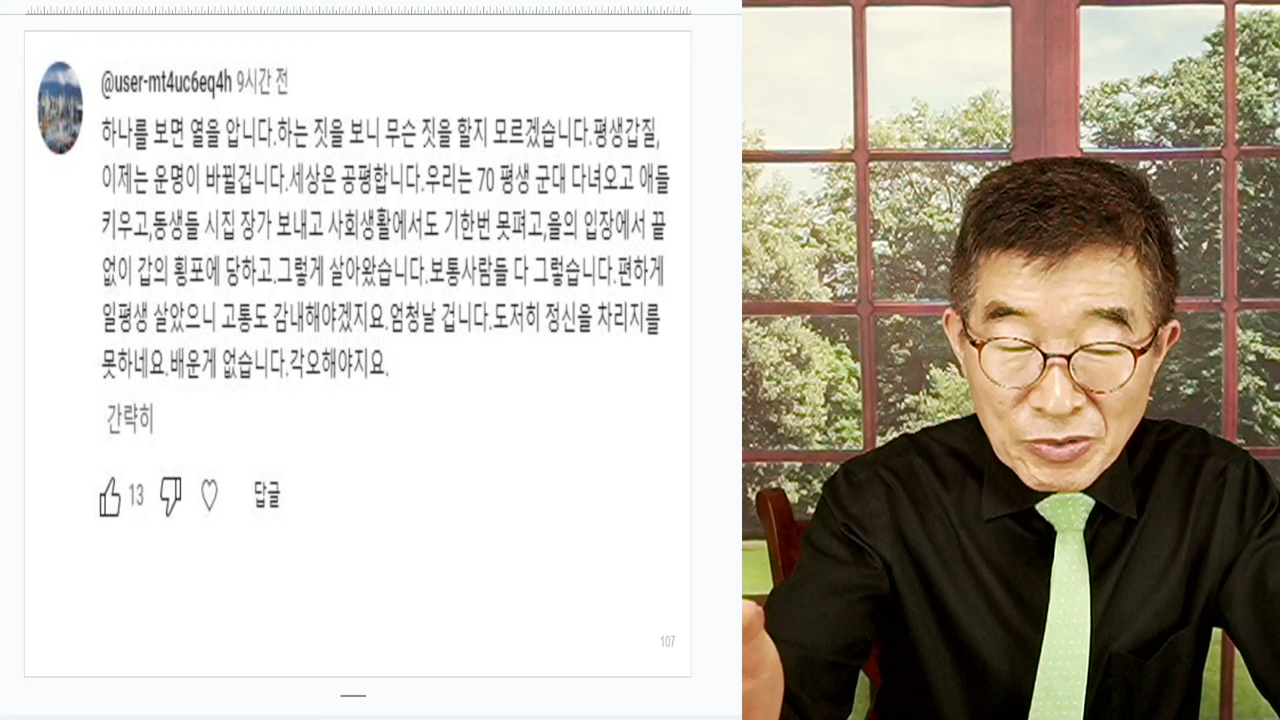 @user-mt4uc6eq4h 9시간 전
하나를 보면 열을 압니다.하는 짓을 보니 무슨 짓을 할지 모르겠습니다.평생갑질,
이제는 운명이 바뀔겁니다.세상은 공평합니다.우리는 70 평생 군대 다녀오고 애들
키우고,동생들 시집 장가 보내고 사회생활에서도 기한번 못펴고,을의 입장에서 끝
없이 갑의 횡포에 당하고.그렇게 살아왔습니다.보통사람들 다 그렇습니다.편하게
일평생 살았으니 고통도 감내해야겠지요.엄청날 겁니다.도저히 정신을 차리지를
못하네요.배운게 없습니다.각오해야지요.
간략히
13 답글
107